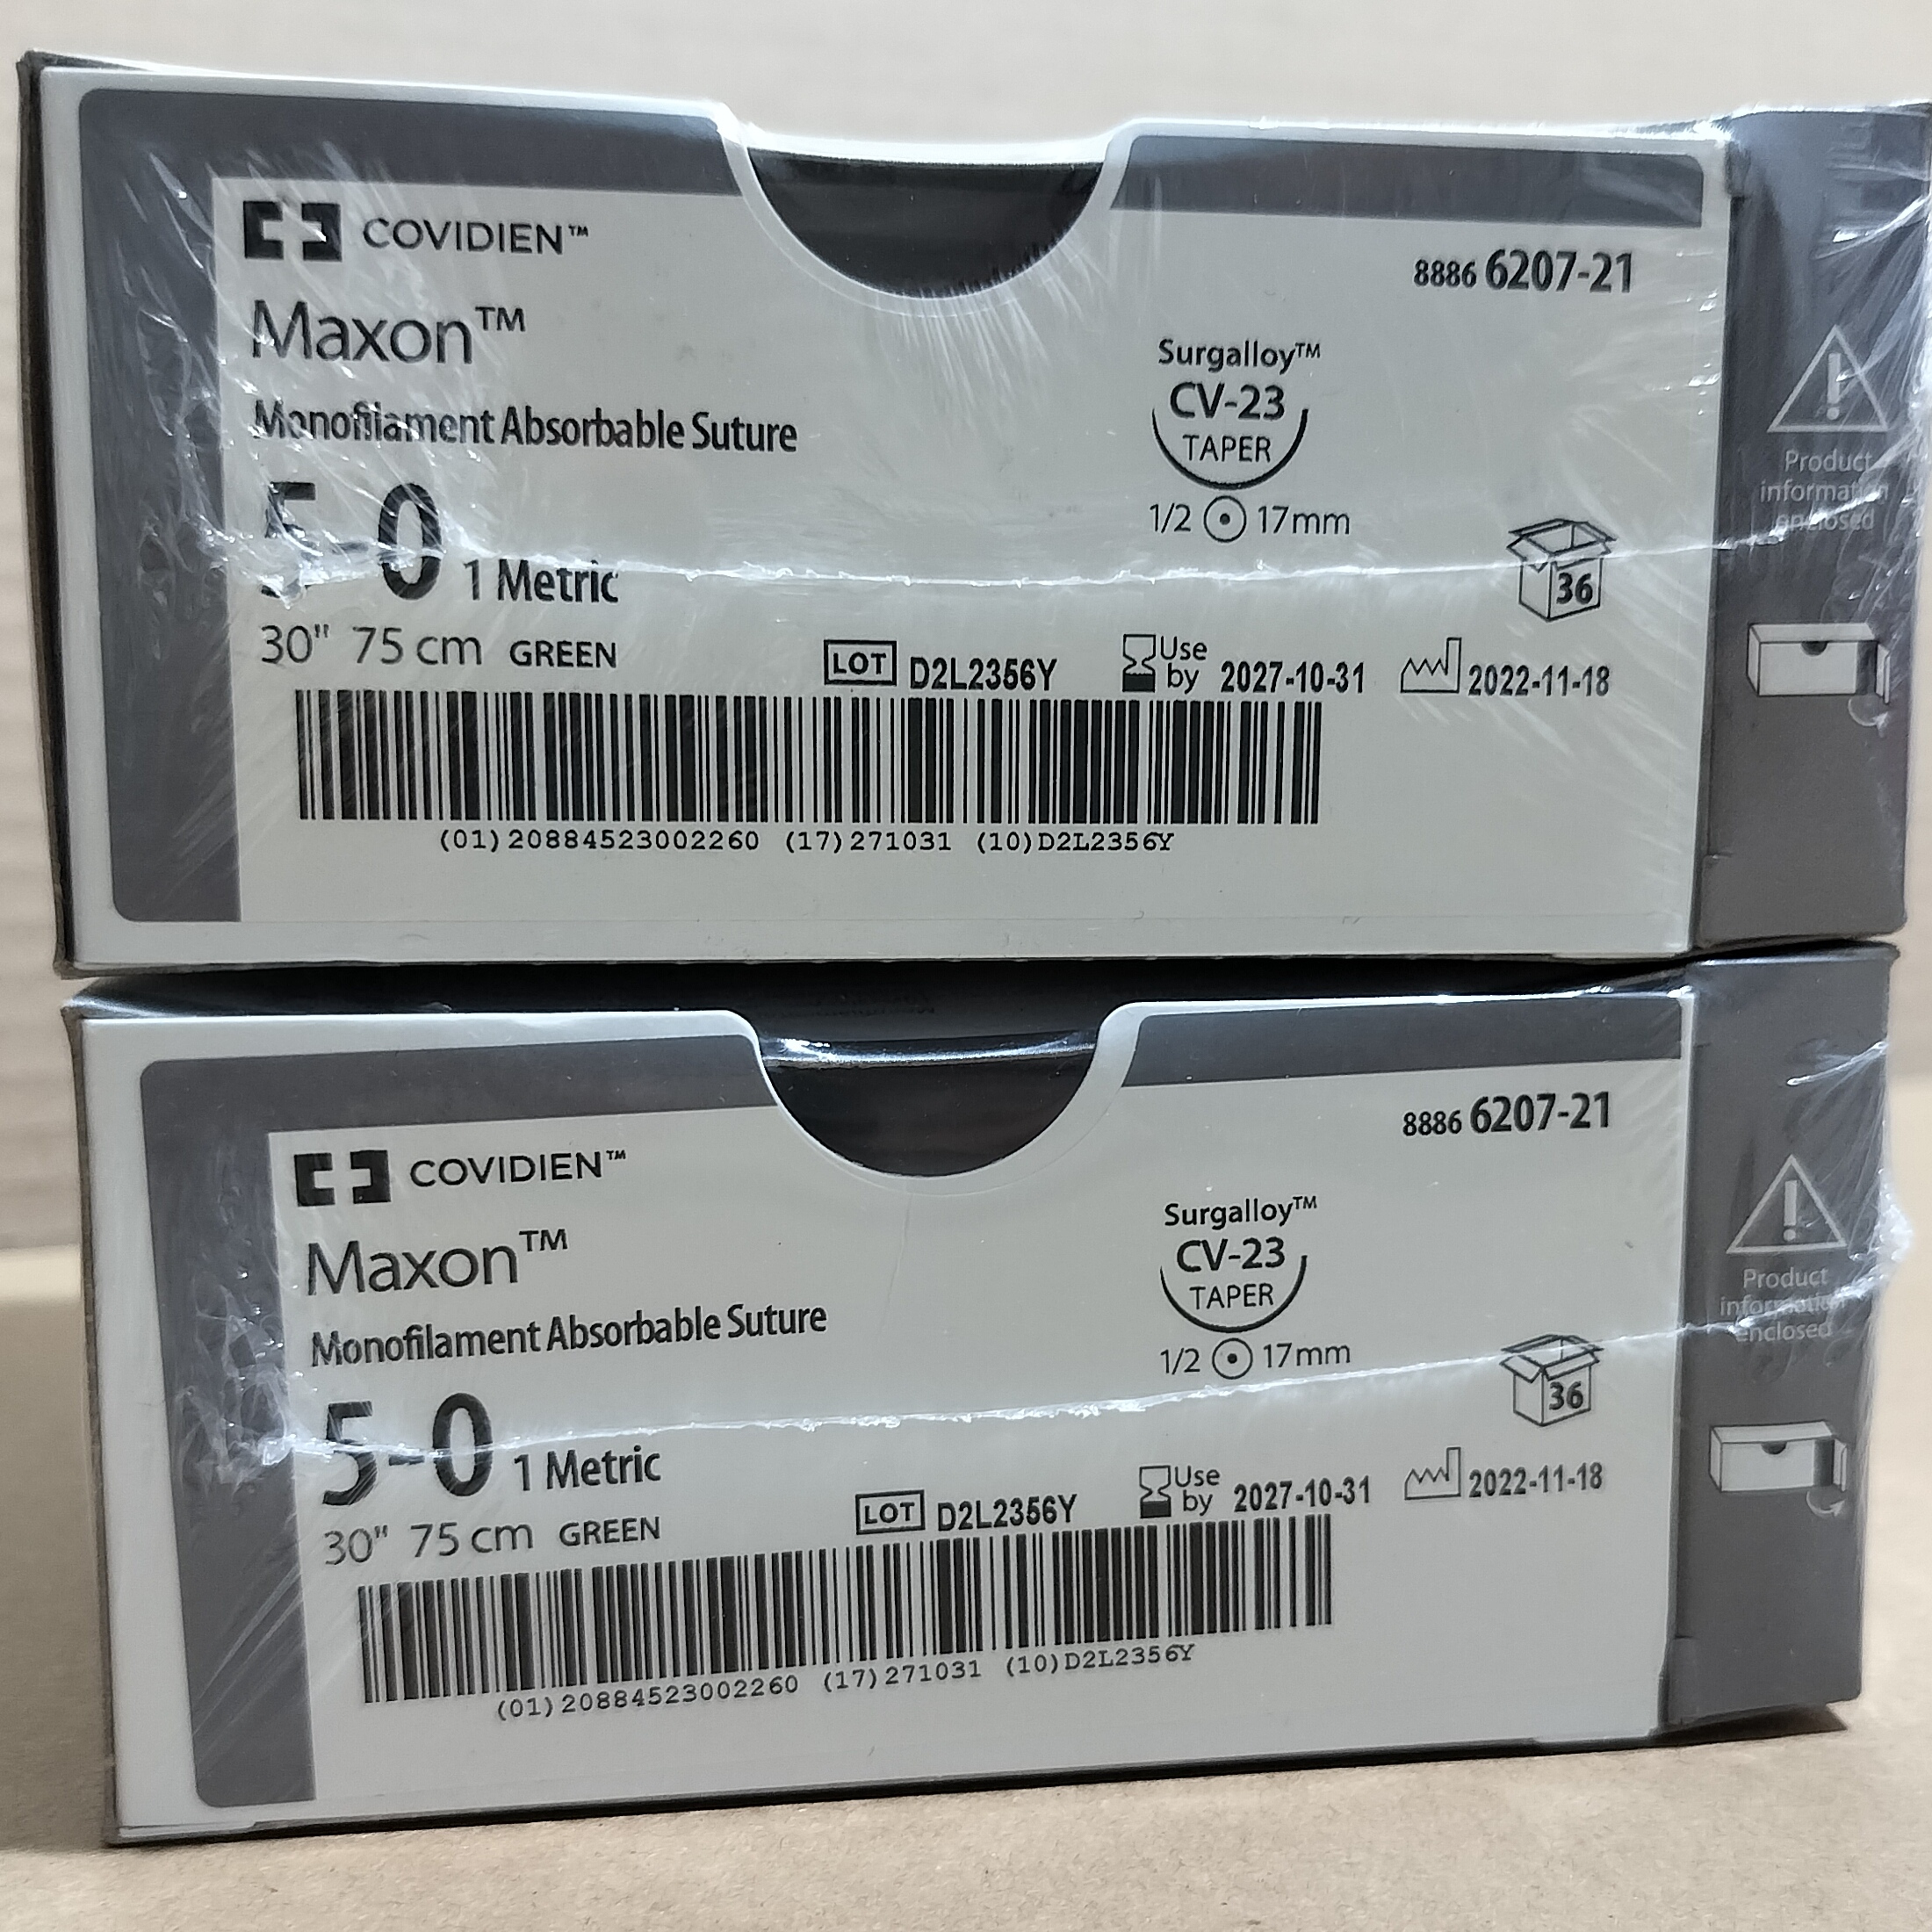 COVIDIEN™
8886 6207-21
Maxon™
Monofilament Absorbable Suture
Surgalloy™
CV-23
TAPER
1/2 17mm
5-0 1 Metric
30" 75 cm GREEN
36
LOT D2L2356Y
Use by 2027-10-31
2022-11-18
(01)20884523002260 (17)271031 (10)D2L2356Y
Product
information
enclosed
COVIDIEN™
8886 6207-21
Maxon™
Monofilament Absorbable Suture
Surgalloy™
CV-23
TAPER
1/2 17mm
5-0 1 Metric
30" 75 cm GREEN
36
LOT D2L2356Y
Use by 2027-10-31
2022-11-18
(01)20884523002260 (17)271031 (10)D2L2356Y
Product
information
enclosed